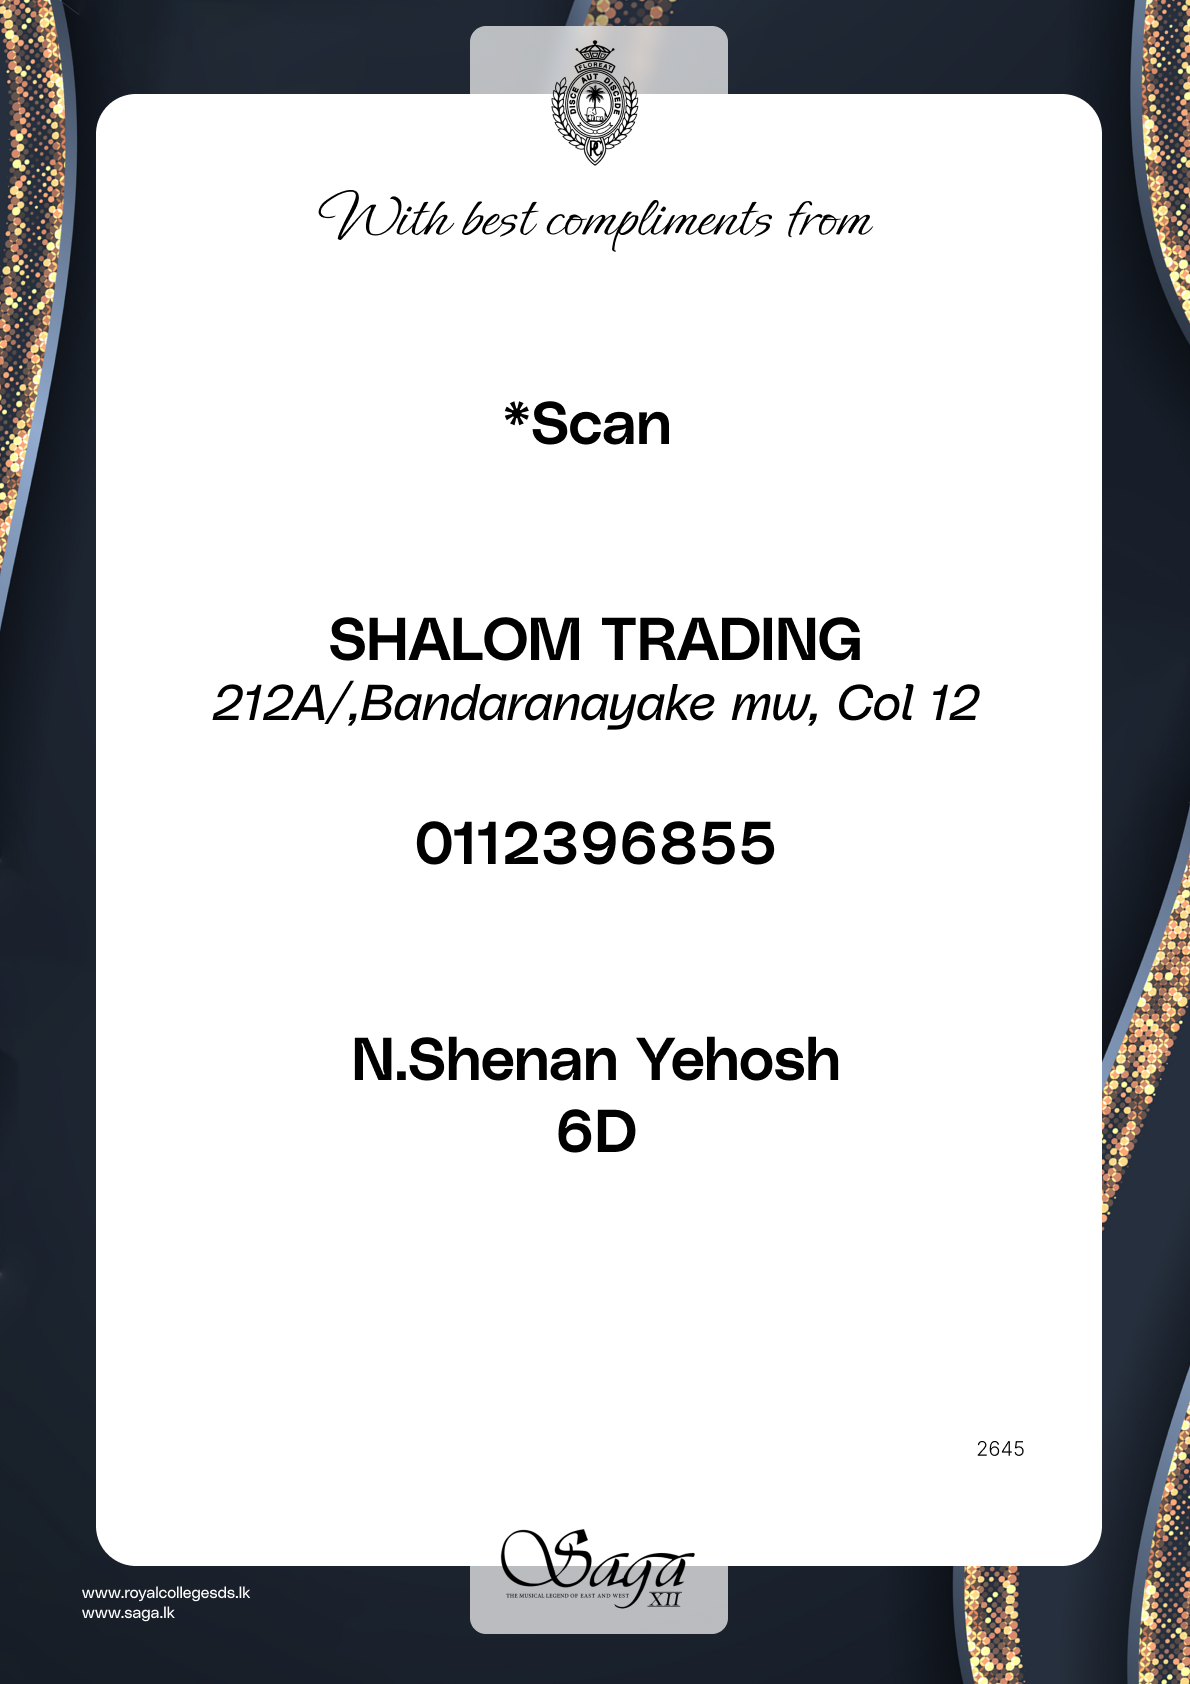 FLOREAT
DISCE AUT DISCEDE
RC
With best compliments from
*Scan
SHALOM TRADING
212A/,Bandaranayake mw, Col 12
0112396855
N.Shenan Yehosh
6D
2645
Saga
THE MUSICAL LEGEND OF EAST AND WEST
XII
www.royalcollegesds.lk
www.saga.lk